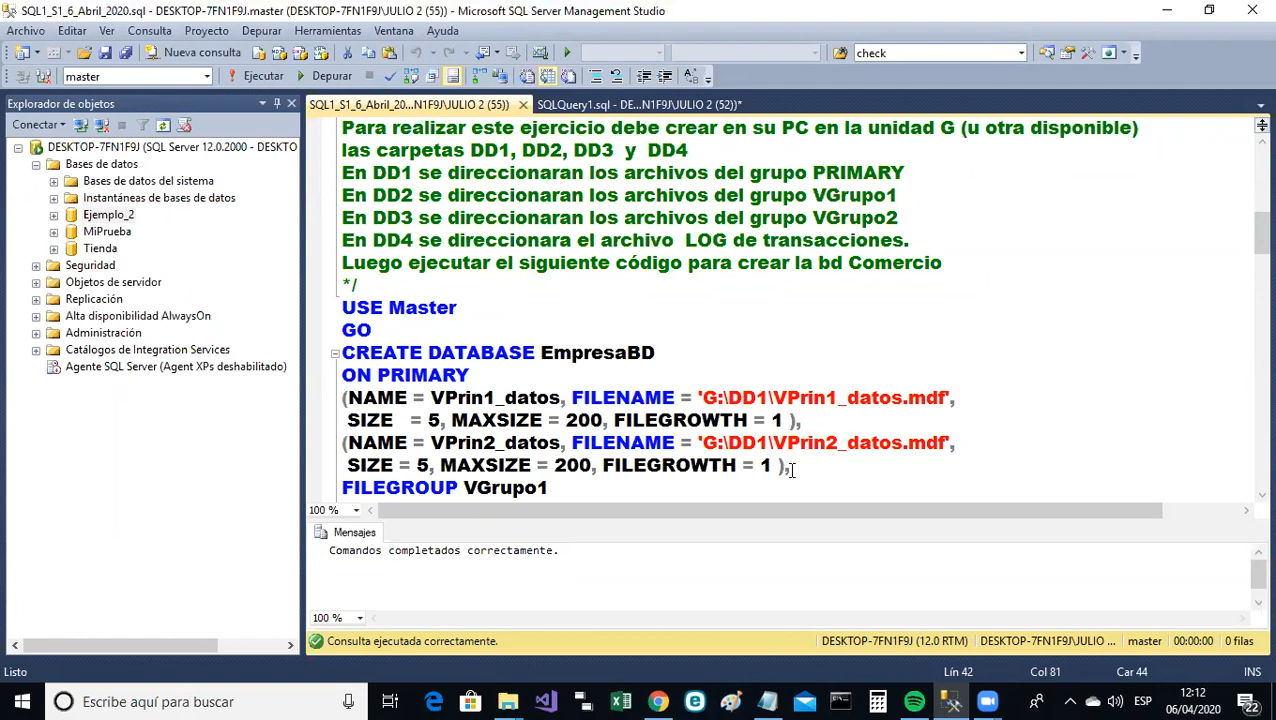 SQL1_S1_6_Abril_2020.sql - DESKTOP-7FN1F9J.master (DESKTOP-7FN1F9J\JULIO 2 (55)) - Microsoft SQL Server Management Studio
Archivo Editar Ver Consulta Proyecto Depurar Herramientas Ventana Ayuda
Nueva consulta check
master Ejecutar Depurar
Explorador de objetos
SQL1_S1_6_Abril_20...N1F9J\JULIO 2 (55)) SQLQuery1.sql - DE...N1F9J\JULIO 2 (52))*
Conectar
DESKTOP-7FN1F9J (SQL Server 12.0.2000 - DESKTO
Bases de datos
Bases de datos del sistema
Instantáneas de bases de datos
Ejemplo_2
MiPrueba
Tienda
Seguridad
Objetos de servidor
Replicación
Alta disponibilidad AlwaysOn
Administración
Catálogos de Integration Services
Agente SQL Server (Agent XPs deshabilitado)
Para realizar este ejercicio debe crear en su PC en la unidad G (u otra disponible)
las carpetas DD1, DD2, DD3 y DD4
En DD1 se direccionaran los archivos del grupo PRIMARY
En DD2 se direccionaran los archivos del grupo VGrupo1
En DD3 se direccionaran los archivos del grupo VGrupo2
En DD4 se direccionara el archivo LOG de transacciones.
Luego ejecutar el siguiente código para crear la bd Comercio
*/
USE Master
GO
CREATE DATABASE EmpresaBD
ON PRIMARY
(NAME = VPrin1_datos, FILENAME = 'G:\DD1\VPrin1_datos.mdf',
SIZE = 5, MAXSIZE = 200, FILEGROWTH = 1 ),
(NAME = VPrin2_datos, FILENAME = 'G:\DD1\VPrin2_datos.mdf',
SIZE = 5, MAXSIZE = 200, FILEGROWTH = 1 ),
FILEGROUP VGrupo1
100 %
Mensajes
Comandos completados correctamente.
100 %
Consulta ejecutada correctamente. DESKTOP-7FN1F9J (12.0 RTM) DESKTOP-7FN1F9J\JULIO ... master 00:00:00 0 filas
Listo Lín 42 Col 81 Car 44 INS
Escribe aquí para buscar
ESP
12:12
06/04/2020
22